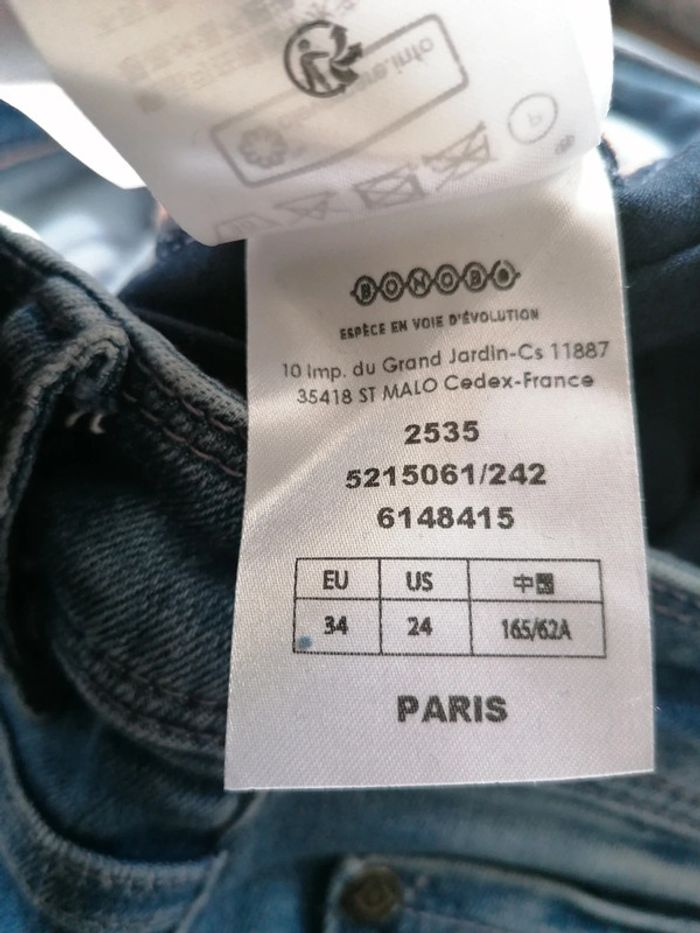 BONOBO
ESPÈCE EN VOIE D'ÉVOLUTION
10 Imp. du Grand Jardin-Cs 11887
35418 ST MALO Cedex-France
2535
5215061/242
6148415
EU US 中国
34 24 165/62A
PARIS